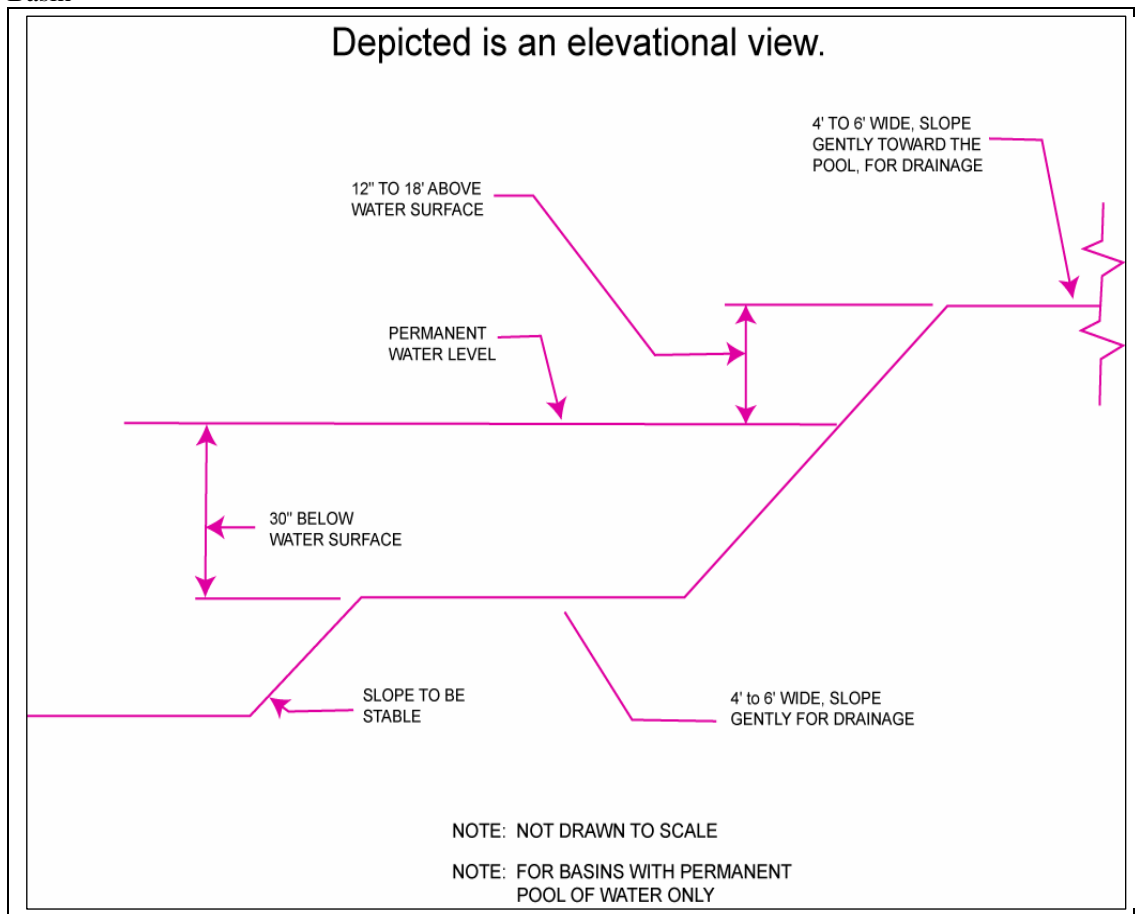 Depicted is an elevational view.
4' TO 6' WIDE, SLOPE
GENTLY TOWARD THE
POOL, FOR DRAINAGE
12" TO 18' ABOVE
WATER SURFACE
PERMANENT
WATER LEVEL
30" BELOW
WATER SURFACE
SLOPE TO BE
STABLE
4' to 6' WIDE, SLOPE
GENTLY FOR DRAINAGE
NOTE: NOT DRAWN TO SCALE
NOTE: FOR BASINS WITH PERMANENT
POOL OF WATER ONLY